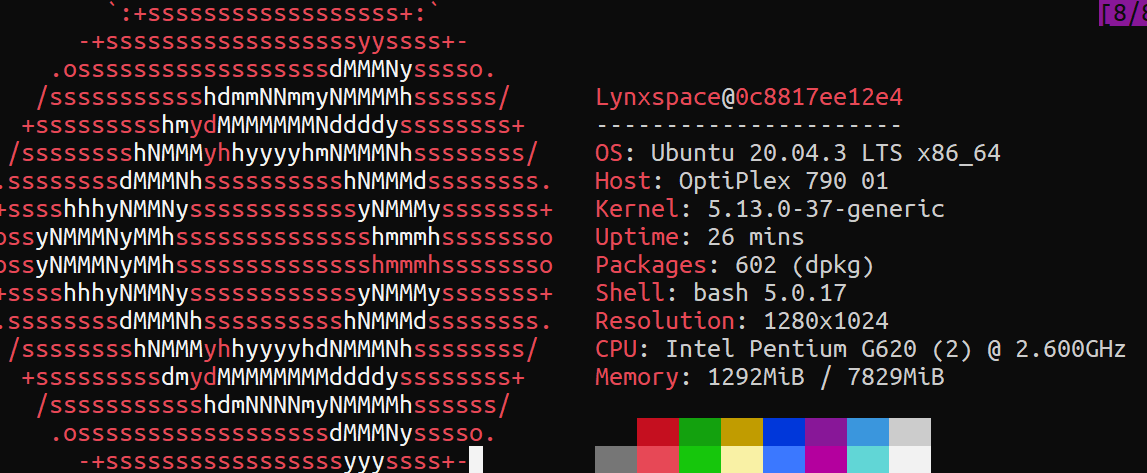 `:+ssssssssssssssssss+:`
-+ssssssssssssssssssyyssss+-
.ossssssssssssssssssdMMMNysssso.
/ssssssssssshdmmNNmmyNMMMMhssssss/
+ssssssssshmydMMMMMMMNddddyssssssss+
/sssssssshNMMMyhhyyyyhmNMMMNhssssssss/
.ssssssssdMMMNhsssssssssshNMMMdssssssss.
+sssshhhyNMMNyssssssssssssyNMMMysssssss+
ossyNMMMNyMMhsssssssssssssshmmmhssssssso
ossyNMMMNyMMhsssssssssssssshmmmhssssssso
+sssshhhyNMMNyssssssssssssyNMMMysssssss+
.ssssssssdMMMNhsssssssssshNMMMdssssssss.
/sssssssshNMMMyhhyyyyhdNMMMNhssssssss/
+sssssssssdmydMMMMMMMMddddyssssssss+
/ssssssssssshdmNNNNmyNMMMMhssssss/
.ossssssssssssssssssdMMMNysssso.
-+sssssssssssssssssyyyssss+-
[8/8
Lynxspace@0c8817ee12e4
----------------------
OS: Ubuntu 20.04.3 LTS x86_64
Host: OptiPlex 790 01
Kernel: 5.13.0-37-generic
Uptime: 26 mins
Packages: 602 (dpkg)
Shell: bash 5.0.17
Resolution: 1280x1024
CPU: Intel Pentium G620 (2) @ 2.600GHz
Memory: 1292MiB / 7829MiB